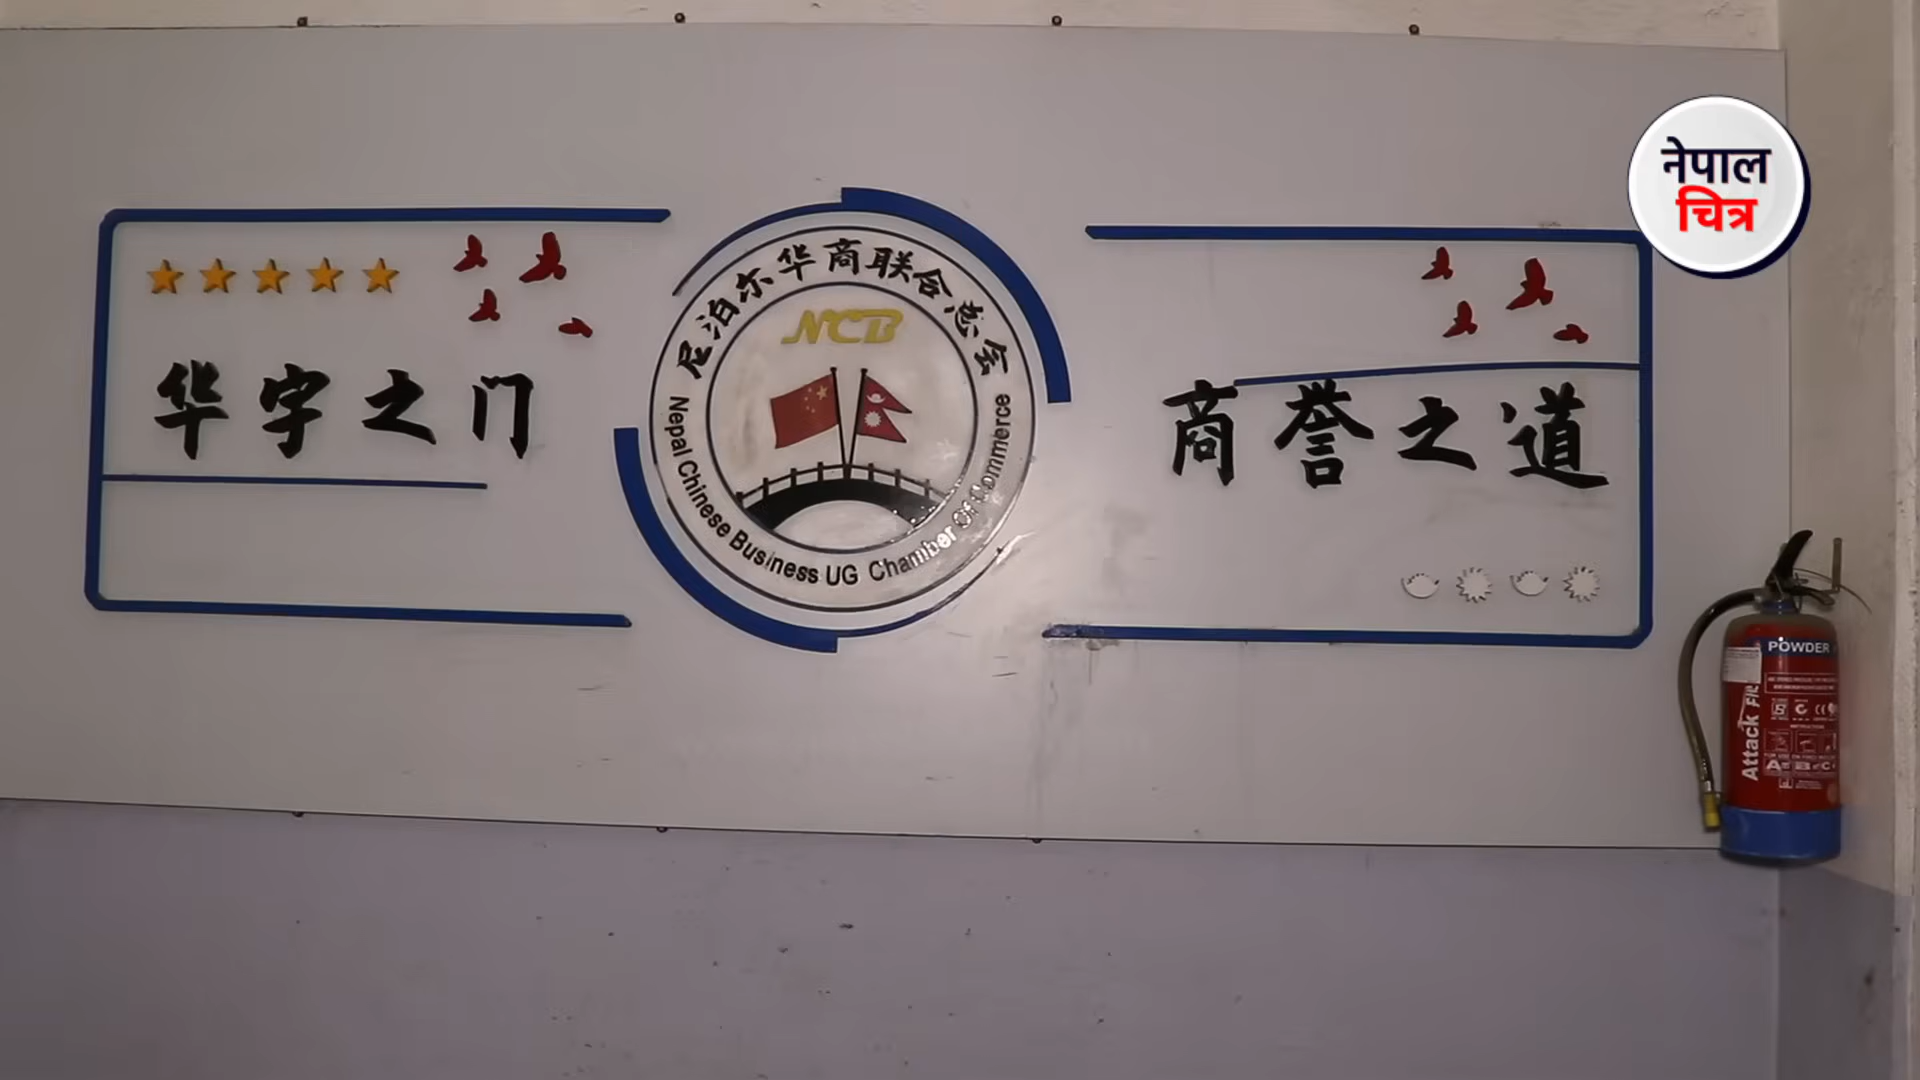 नेपाल
चित्र
尼泊尔华商联合总会
NCB
华字之门
商誉之道
Nepal Chinese Business UG Chamber Of Commerce
POWDER
Attack
A B C